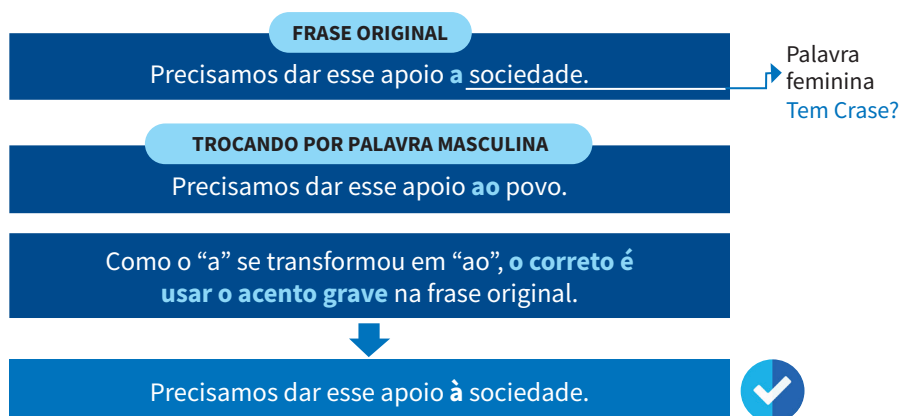 FRASE ORIGINAL
Precisamos dar esse apoio a sociedade.
Palavra
feminina
Tem Crase?
TROCANDO POR PALAVRA MASCULINA
Precisamos dar esse apoio ao povo.
Como o “a” se transformou em “ao”, o correto é
usar o acento grave na frase original.
Precisamos dar esse apoio à sociedade.